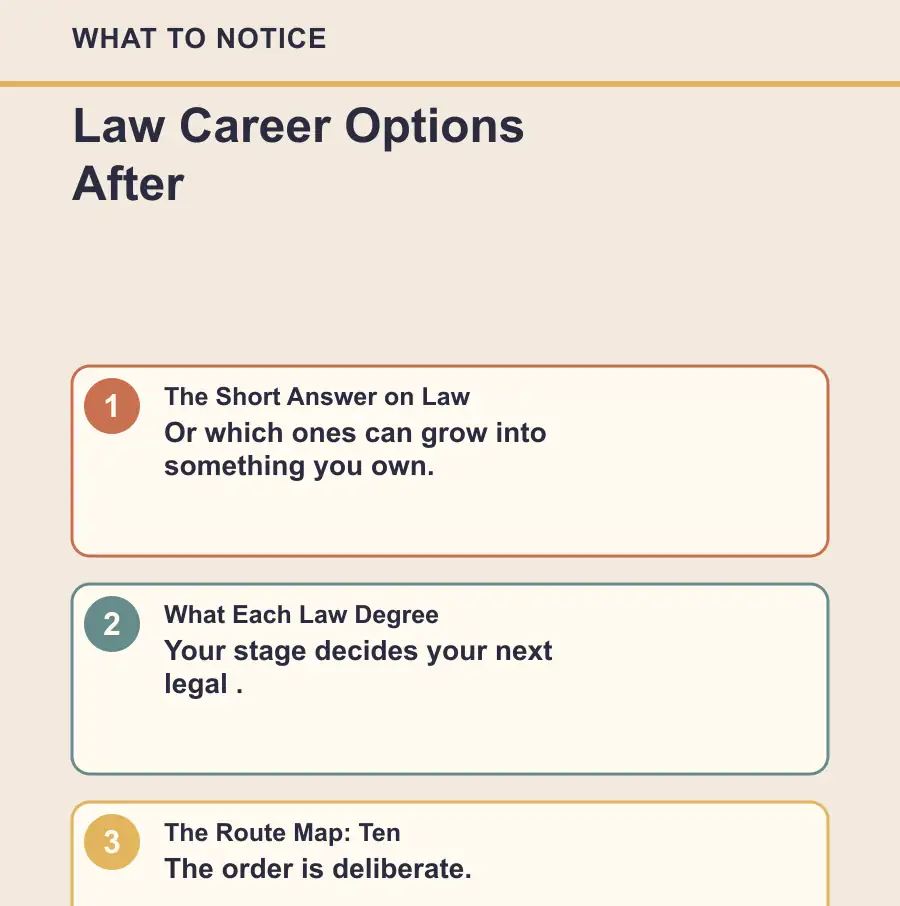 WHAT TO NOTICE
Law Career Options
After
1
The Short Answer on Law
Or which ones can grow into
something you own.
2
What Each Law Degree
Your stage decides your next
legal .
3
The Route Map: Ten
The order is deliberate.